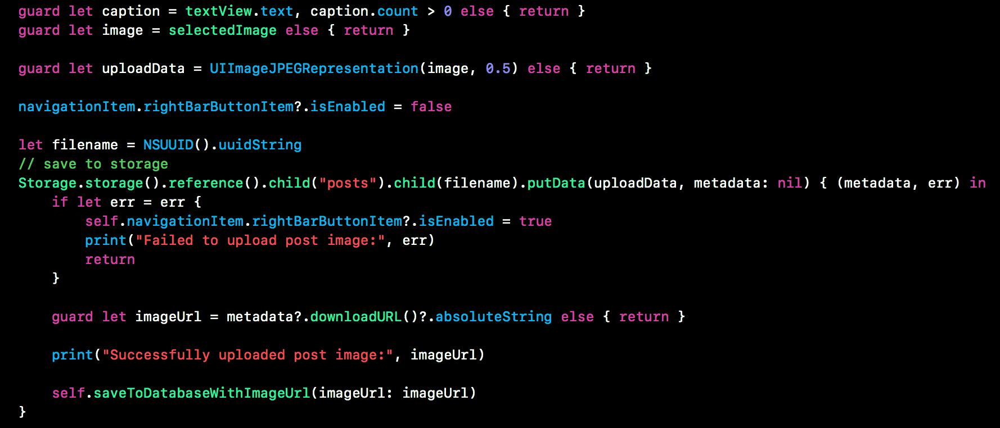 guard let caption = textView.text, caption.count > 0 else { return }
guard let image = selectedImage else { return }
guard let uploadData = UIImageJPEGRepresentation(image, 0.5) else { return }
navigationItem.rightBarButtonItem?.isEnabled = false
let filename = NSUUID().uuidString
// save to storage
Storage.storage().reference().child("posts").child(filename).putData(uploadData, metadata: nil) { (metadata, err) in
    if let err = err {
        self.navigationItem.rightBarButtonItem?.isEnabled = true
        print("Failed to upload post image:", err)
        return
    }
    guard let imageUrl = metadata?.downloadURL()?.absoluteString else { return }
    print("Successfully uploaded post image:", imageUrl)
    self.saveToDatabaseWithImageUrl(imageUrl: imageUrl)
}